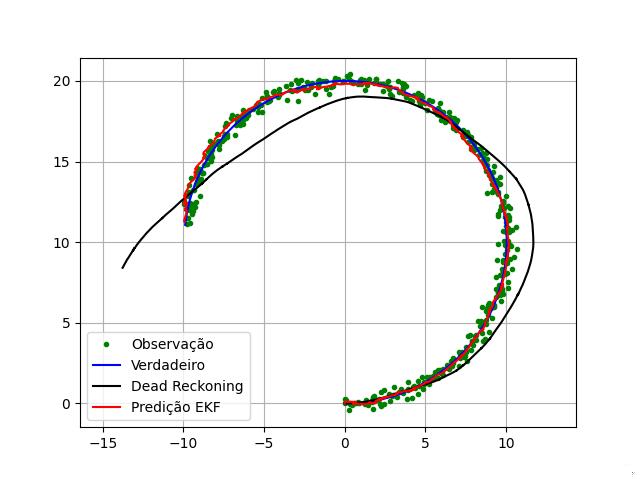 20
15
10
5
0
Observação
Verdadeiro
Dead Reckoning
Predição EKF
−15 −10 −5 0 5 10